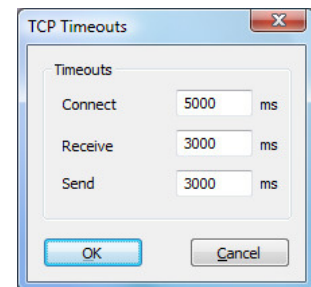 TCP Timeouts
Timeouts
Connect 5000 ms
Receive 3000 ms
Send 3000 ms
OK Cancel